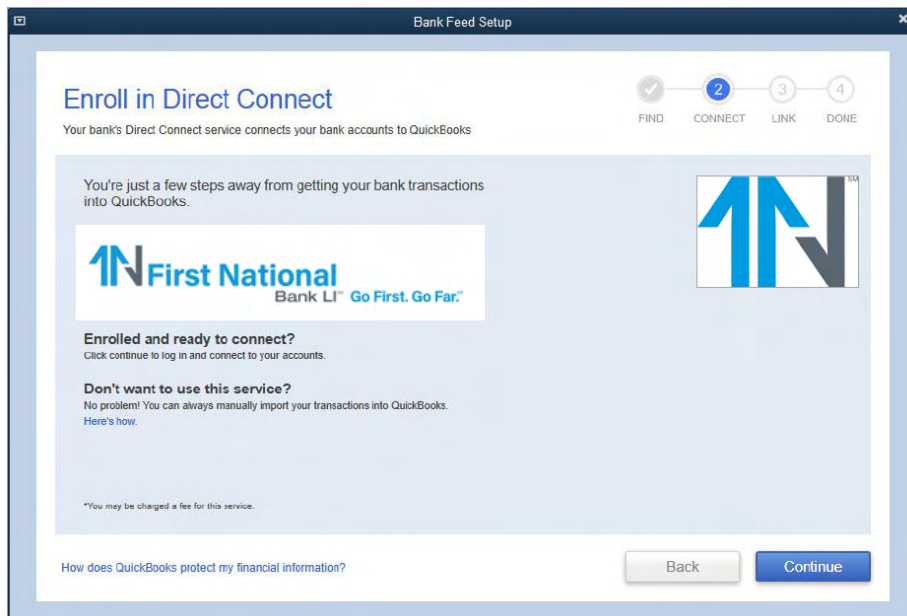 Bank Feed Setup
Enroll in Direct Connect
Your bank's Direct Connect service connects your bank accounts to QuickBooks
2
3
4
FIND
CONNECT
LINK
DONE
You're just a few steps away from getting your bank transactions
into QuickBooks.
1N First National
Bank LI℠ Go First. Go Far.℠
1N SM
Enrolled and ready to connect?
Click continue to log in and connect to your accounts.
Don't want to use this service?
No problem! You can always manually import your transactions into QuickBooks.
Here's how.
*You may be charged a fee for this service.
How does QuickBooks protect my financial information?
Back
Continue